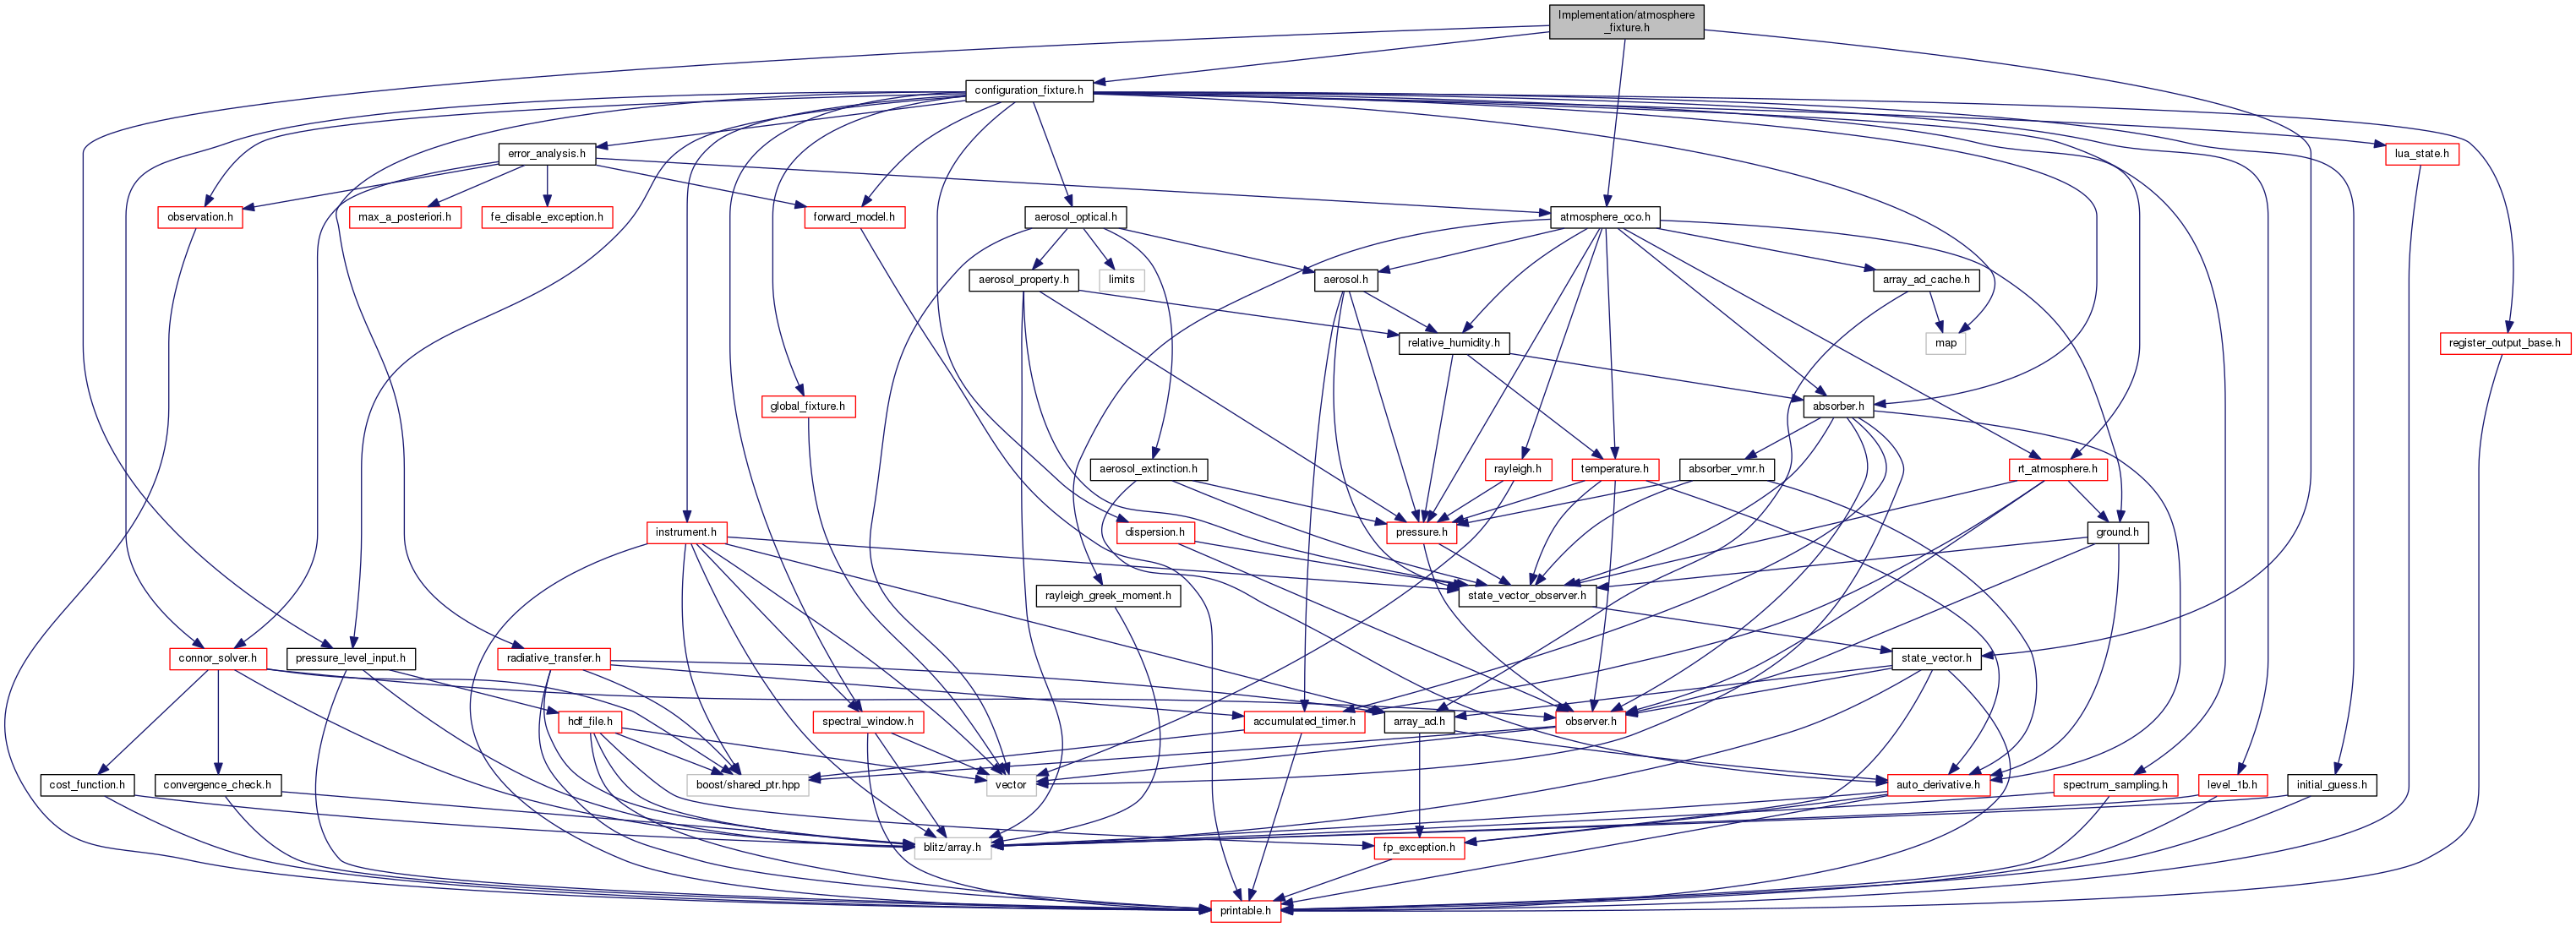 Implementation/atmosphere
_fixture.h
configuration_fixture.h
error_analysis.h
lua_state.h
observation.h
max_a_posteriori.h
fe_disable_exception.h
forward_model.h
aerosol_optical.h
atmosphere_oco.h
aerosol_property.h
limits
aerosol.h
array_ad_cache.h
relative_humidity.h
map
register_output_base.h
global_fixture.h
absorber.h
aerosol_extinction.h
rayleigh.h
temperature.h
absorber_vmr.h
rt_atmosphere.h
instrument.h
dispersion.h
pressure.h
ground.h
rayleigh_greek_moment.h
state_vector_observer.h
connor_solver.h
pressure_level_input.h
radiative_transfer.h
state_vector.h
hdf_file.h
spectral_window.h
accumulated_timer.h
array_ad.h
observer.h
cost_function.h
convergence_check.h
boost/shared_ptr.hpp
vector
auto_derivative.h
spectrum_sampling.h
level_1b.h
initial_guess.h
blitz/array.h
fp_exception.h
printable.h